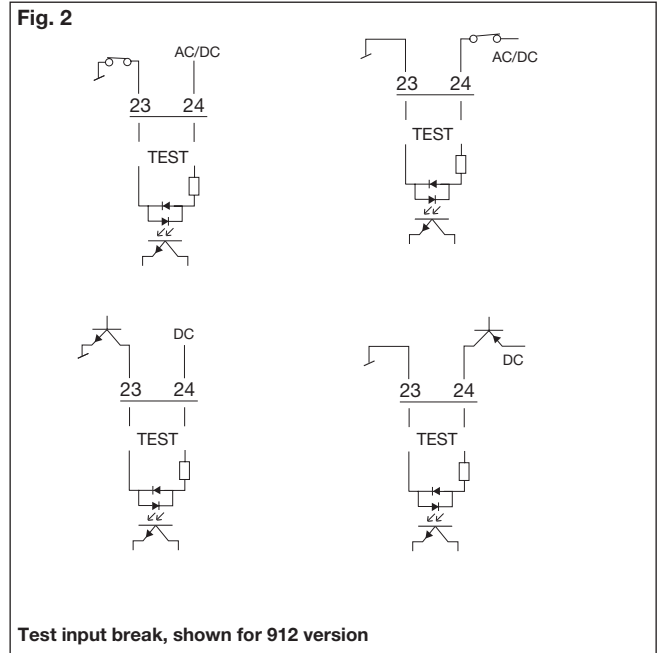 Fig. 2
AC/DC
23 24
TEST
AC/DC
23 24
TEST
DC
23 24
TEST
DC
23 24
TEST
Test input break, shown for 912 version